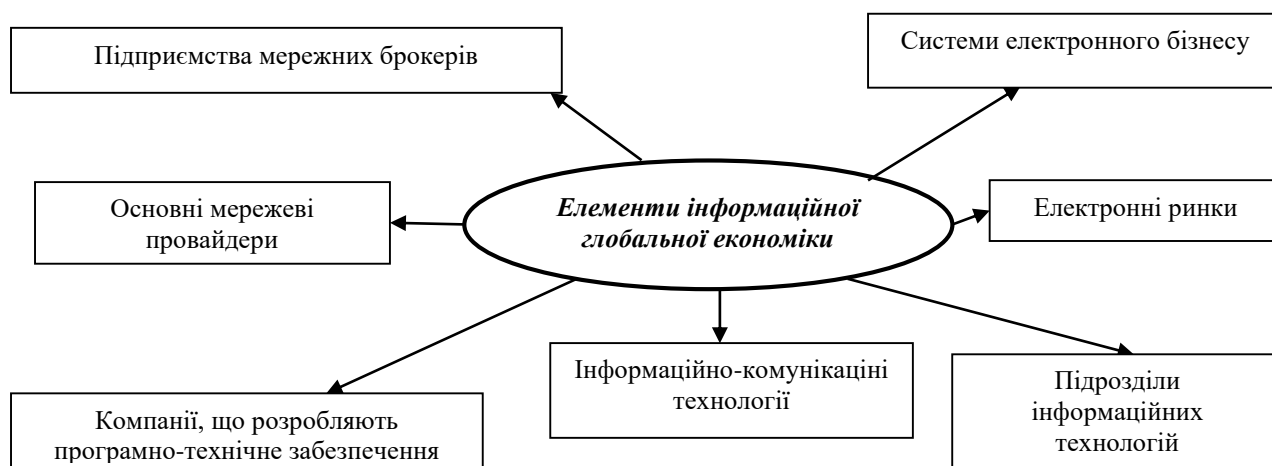 Підприємства мережних брокерів
Системи електронного бізнесу
Основні мережеві
провайдери
Елементи інформаційної
глобальної економіки
Електронні ринки
Компанії, що розробляють
програмно-технічне забезпечення
Інформаційно-комунікаціні
технології
Підрозділи
інформаційних
технологій